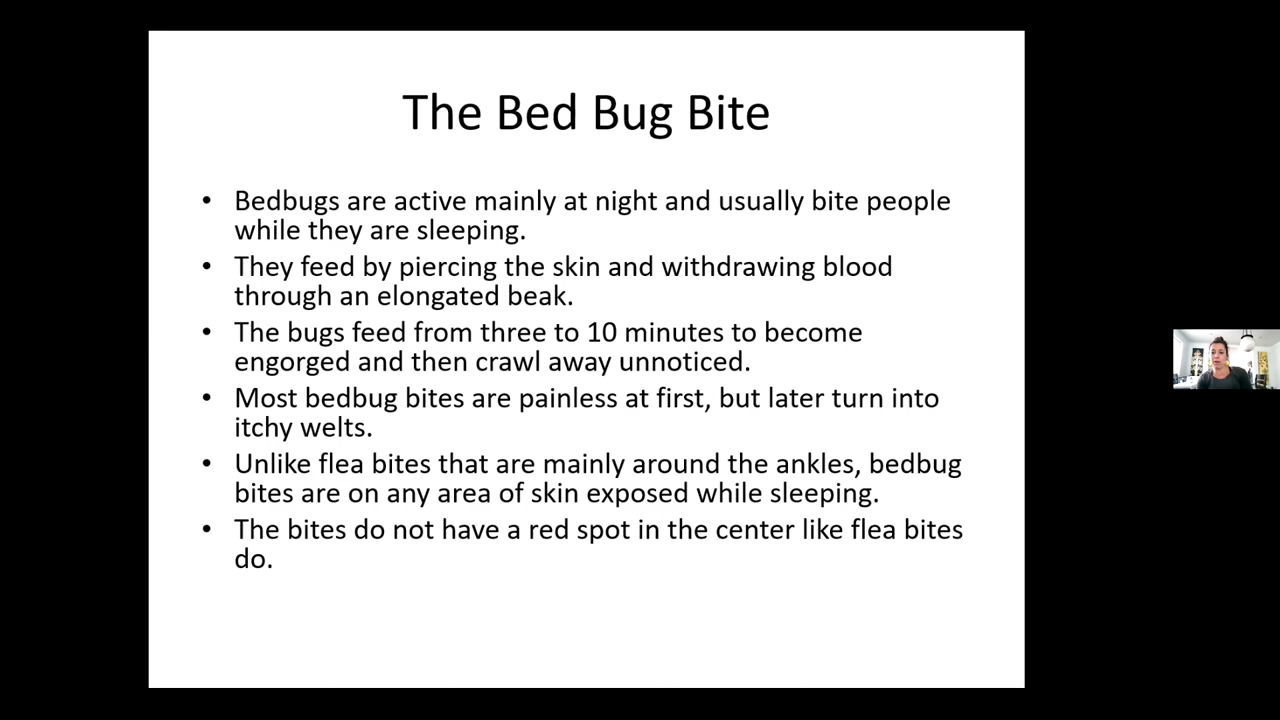 The Bed Bug Bite
• Bedbugs are active mainly at night and usually bite people
while they are sleeping.
• They feed by piercing the skin and withdrawing blood
through an elongated beak.
• The bugs feed from three to 10 minutes to become
engorged and then crawl away unnoticed.
• Most bedbug bites are painless at first, but later turn into
itchy welts.
• Unlike flea bites that are mainly around the ankles, bedbug
bites are on any area of skin exposed while sleeping.
• The bites do not have a red spot in the center like flea bites
do.